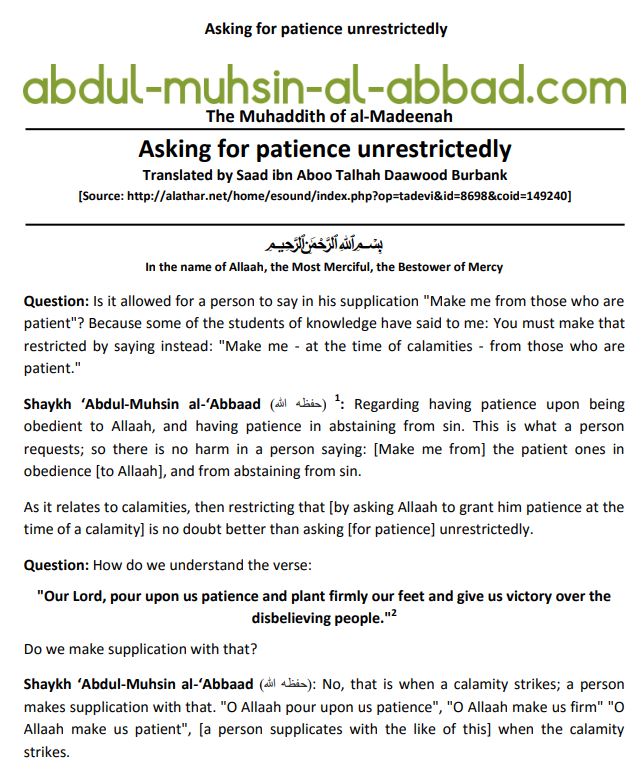 Asking for patience unrestrictedly
abdul-muhsin-al-abbad.com
The Muhaddith of al-Madeenah
Asking for patience unrestrictedly
Translated by Saad ibn Aboo Talhah Daawood Burbank
[Source: http://alathar.net/home/esound/index.php?op=tadevi&id=8698&coid=149240]
بِسْمِ اللَّهِ الرَّحْمَٰنِ الرَّحِيمِ
In the name of Allaah, the Most Merciful, the Bestower of Mercy
Question: Is it allowed for a person to say in his supplication "Make me from those who are
patient"? Because some of the students of knowledge have said to me: You must make that
restricted by saying instead: "Make me - at the time of calamities - from those who are
patient."
Shaykh ‘Abdul-Muhsin al-‘Abbaad (حفظه الله) 1: Regarding having patience upon being
obedient to Allaah, and having patience in abstaining from sin. This is what a person
requests; so there is no harm in a person saying: [Make me from] the patient ones in
obedience [to Allaah], and from abstaining from sin.
As it relates to calamities, then restricting that [by asking Allaah to grant him patience at the
time of a calamity] is no doubt better than asking [for patience] unrestrictedly.
Question: How do we understand the verse:
"Our Lord, pour upon us patience and plant firmly our feet and give us victory over the
disbelieving people."2
Do we make supplication with that?
Shaykh ‘Abdul-Muhsin al-‘Abbaad (حفظه الله): No, that is when a calamity strikes; a person
makes supplication with that. "O Allaah pour upon us patience", "O Allaah make us firm" "O
Allaah make us patient", [a person supplicates with the like of this] when the calamity
strikes.